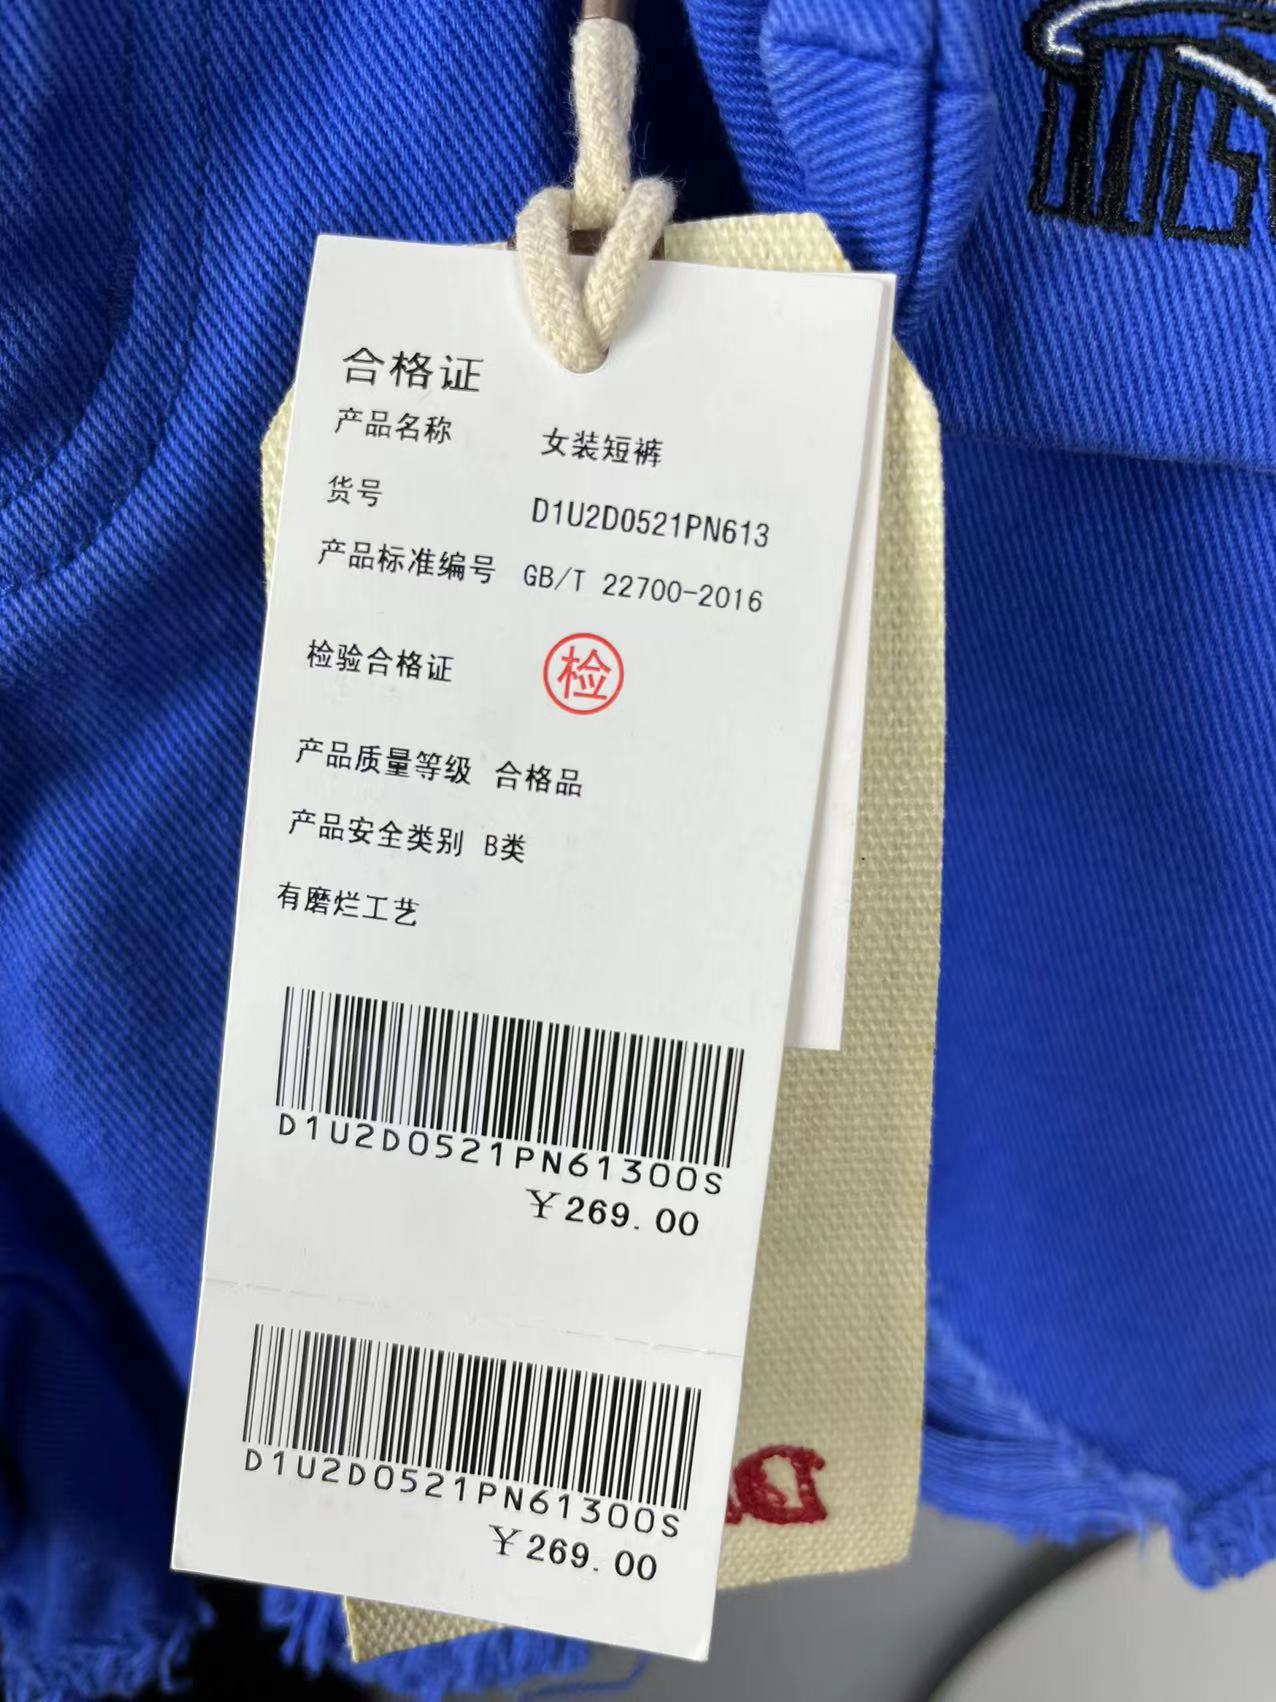 合格证
产品名称 女装短裤
货号 D1U2D0521PN613
产品标准编号 GB/T 22700-2016
检验合格证 检
产品质量等级 合格品
产品安全类别 B类
有磨烂工艺
D1U2D0521PN61300S
￥269.00
D1U2D0521PN61300S
￥269.00